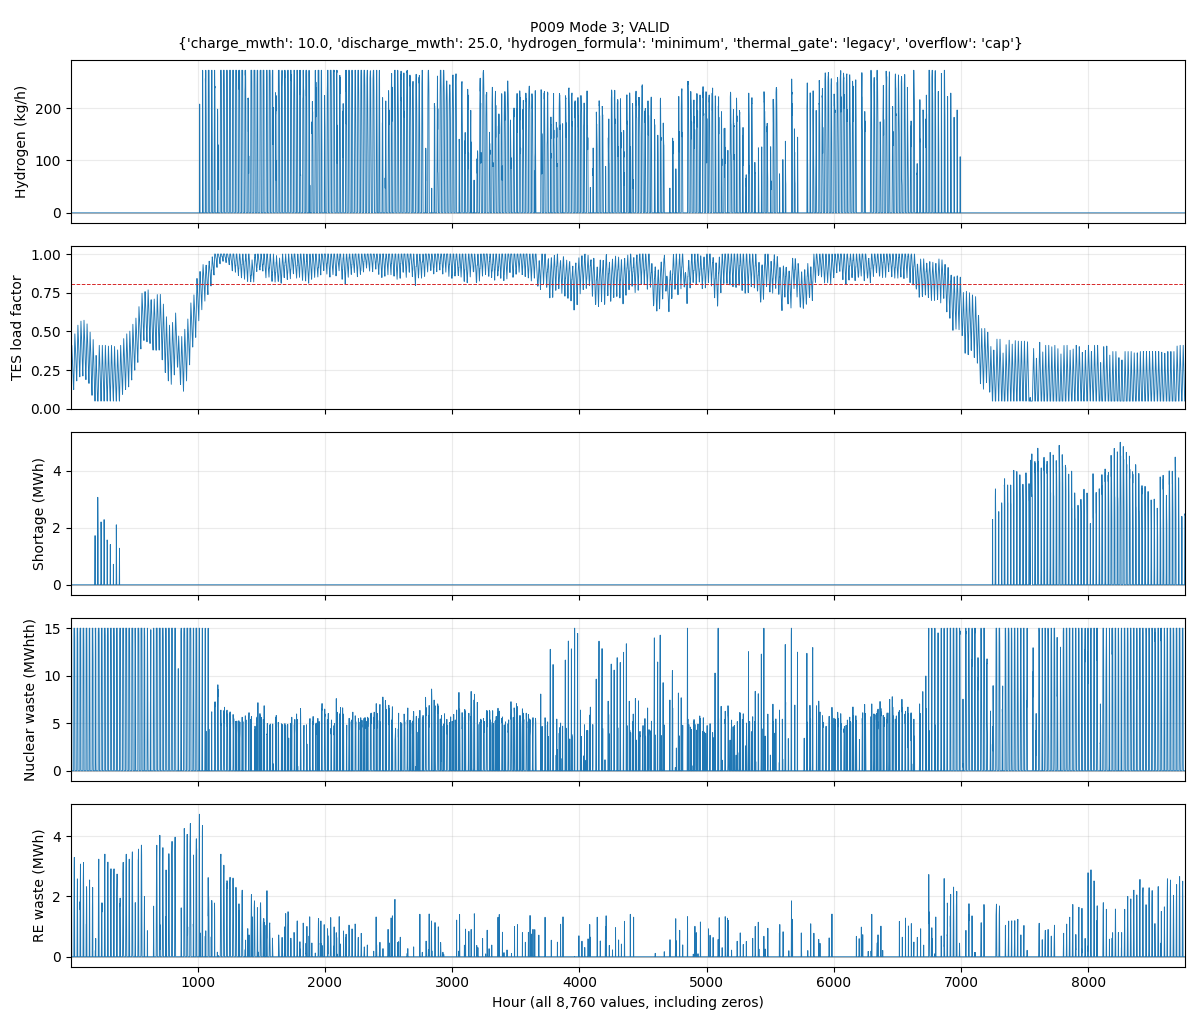 P009 Mode 3; VALID
{'charge_mwth': 10.0, 'discharge_mwth': 25.0, 'hydrogen_formula': 'minimum', 'thermal_gate': 'legacy', 'overflow': 'cap'}
Hydrogen (kg/h)
200
100
0
TES load factor
1.00
0.75
0.50
0.25
0.00
Shortage (MWh)
4
2
0
Nuclear waste (MWhth)
15
10
5
0
RE waste (MWh)
4
2
0
1000 2000 3000 4000 5000 6000 7000 8000
Hour (all 8,760 values, including zeros)